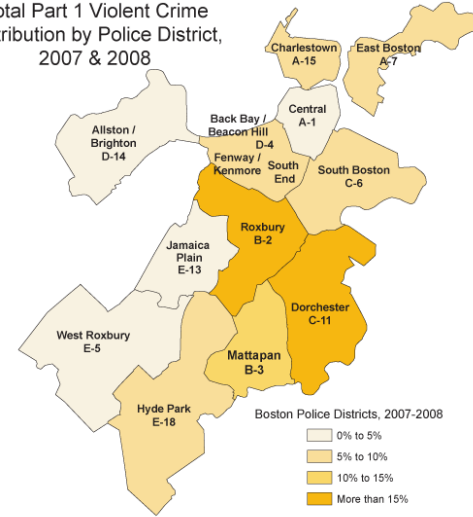 Part 1 Violent Crime
by Police District,
2007 & 2008
Charlestown
A-15
East Boston
A-7
Central
A-1
Back Bay /
Beacon Hill
D-4
Allston /
Brighton
D-14
Fenway /
Kenmore
South
End
South Boston
C-6
Roxbury
B-2
Jamaica
Plain
E-13
Dorchester
C-11
West Roxbury
E-5
Mattapan
B-3
Hyde Park
E-18
Boston Police Districts, 2007-2008
0% to 5%
5% to 10%
10% to 15%
More than 15%